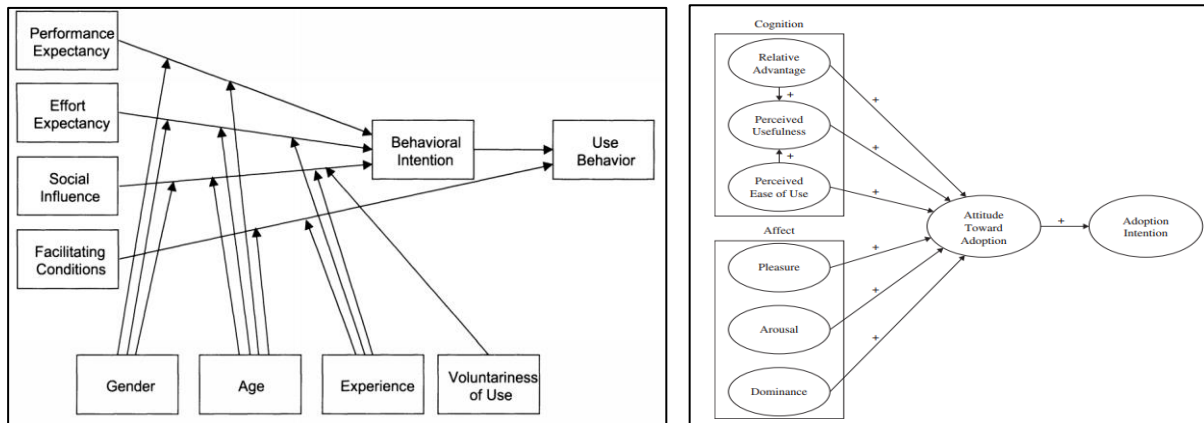 Performance
Expectancy
Effort
Expectancy
Social
Influence
Facilitating
Conditions
Behavioral
Intention
Use
Behavior
Gender
Age
Experience
Voluntariness
of Use
Cognition
Relative
Advantage
+
+
Perceived
Usefulness
+
+
Perceived
Ease of Use
+
Affect
Attitude
Toward
Adoption
+
Adoption
Intention
Pleasure
+
Arousal
+
Dominance
+